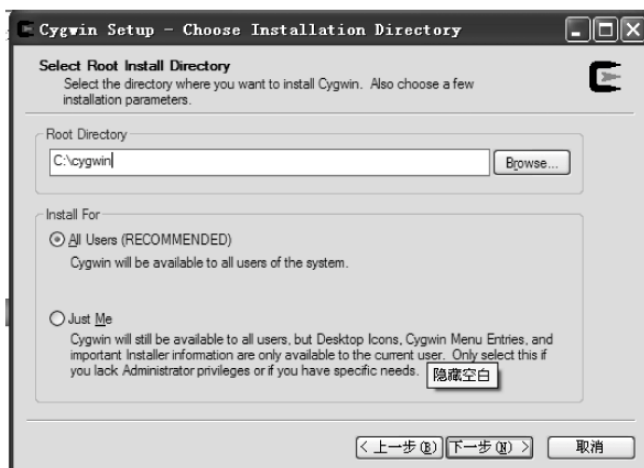 Cygwin Setup - Choose Installation Directory
Select Root Install Directory
Select the directory where you want to install Cygwin. Also choose a few
installation parameters.
Root Directory
C:\cygwin
Browse...
Install For
All Users (RECOMMENDED)
Cygwin will be available to all users of the system.
Just Me
Cygwin will still be available to all users, but Desktop Icons, Cygwin Menu Entries, and
important Installer information are only available to the current user. Only select this if
you lack Administrator privileges or if you have specific needs.
隐藏空白
< 上一步(B) 下一步(N) > 取消